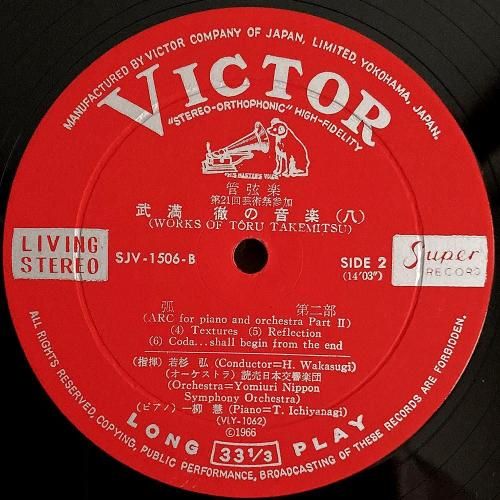 MANUFACTURED BY VICTOR COMPANY OF JAPAN, LIMITED, YOKOHAMA, JAPAN.
VICTOR
"STEREO-ORTHOPHONIC" HIGH-FIDELITY
"HIS MASTER'S VOICE"
管弦楽
第21回芸術祭参加
武満 徹の音楽(八)
(WORKS OF TŌRU TAKEMITSU)
LIVING STEREO
SJV-1506-B
SIDE 2
(14'03")
Super
RECORD
弧 第二部
(ARC for piano and orchestra Part II)
(4) Textures (5) Reflection
(6) Coda...shall begin from the end
(指揮) 若杉 弘 (Conductor=H. Wakasugi)
(オーケストラ) 読売日本交響楽団
(Orchestra=Yomiuri Nippon
Symphony Orchestra)
(ピアノ) 一柳 慧 (Piano=T. Ichiyanagi)
(VLY-1062)
©1966
LONG 33 1/3 PLAY
ALL RIGHTS RESERVED, COPYING, PUBLIC PERFORMANCE, BROADCASTING OF THESE RECORDS ARE FORBIDDEN.